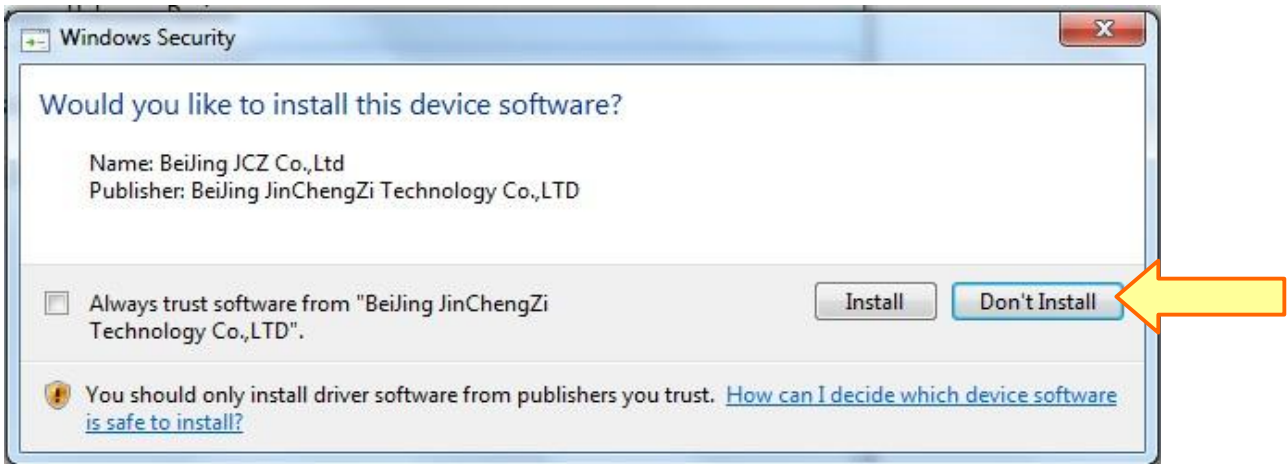 Windows Security
Would you like to install this device software?
Name: BeiJing JCZ Co.,Ltd
Publisher: BeiJing JinChengZi Technology Co.,LTD
Always trust software from "BeiJing JinChengZi
Technology Co.,LTD".
Install
Don't Install
You should only install driver software from publishers you trust. How can I decide which device software
is safe to install?